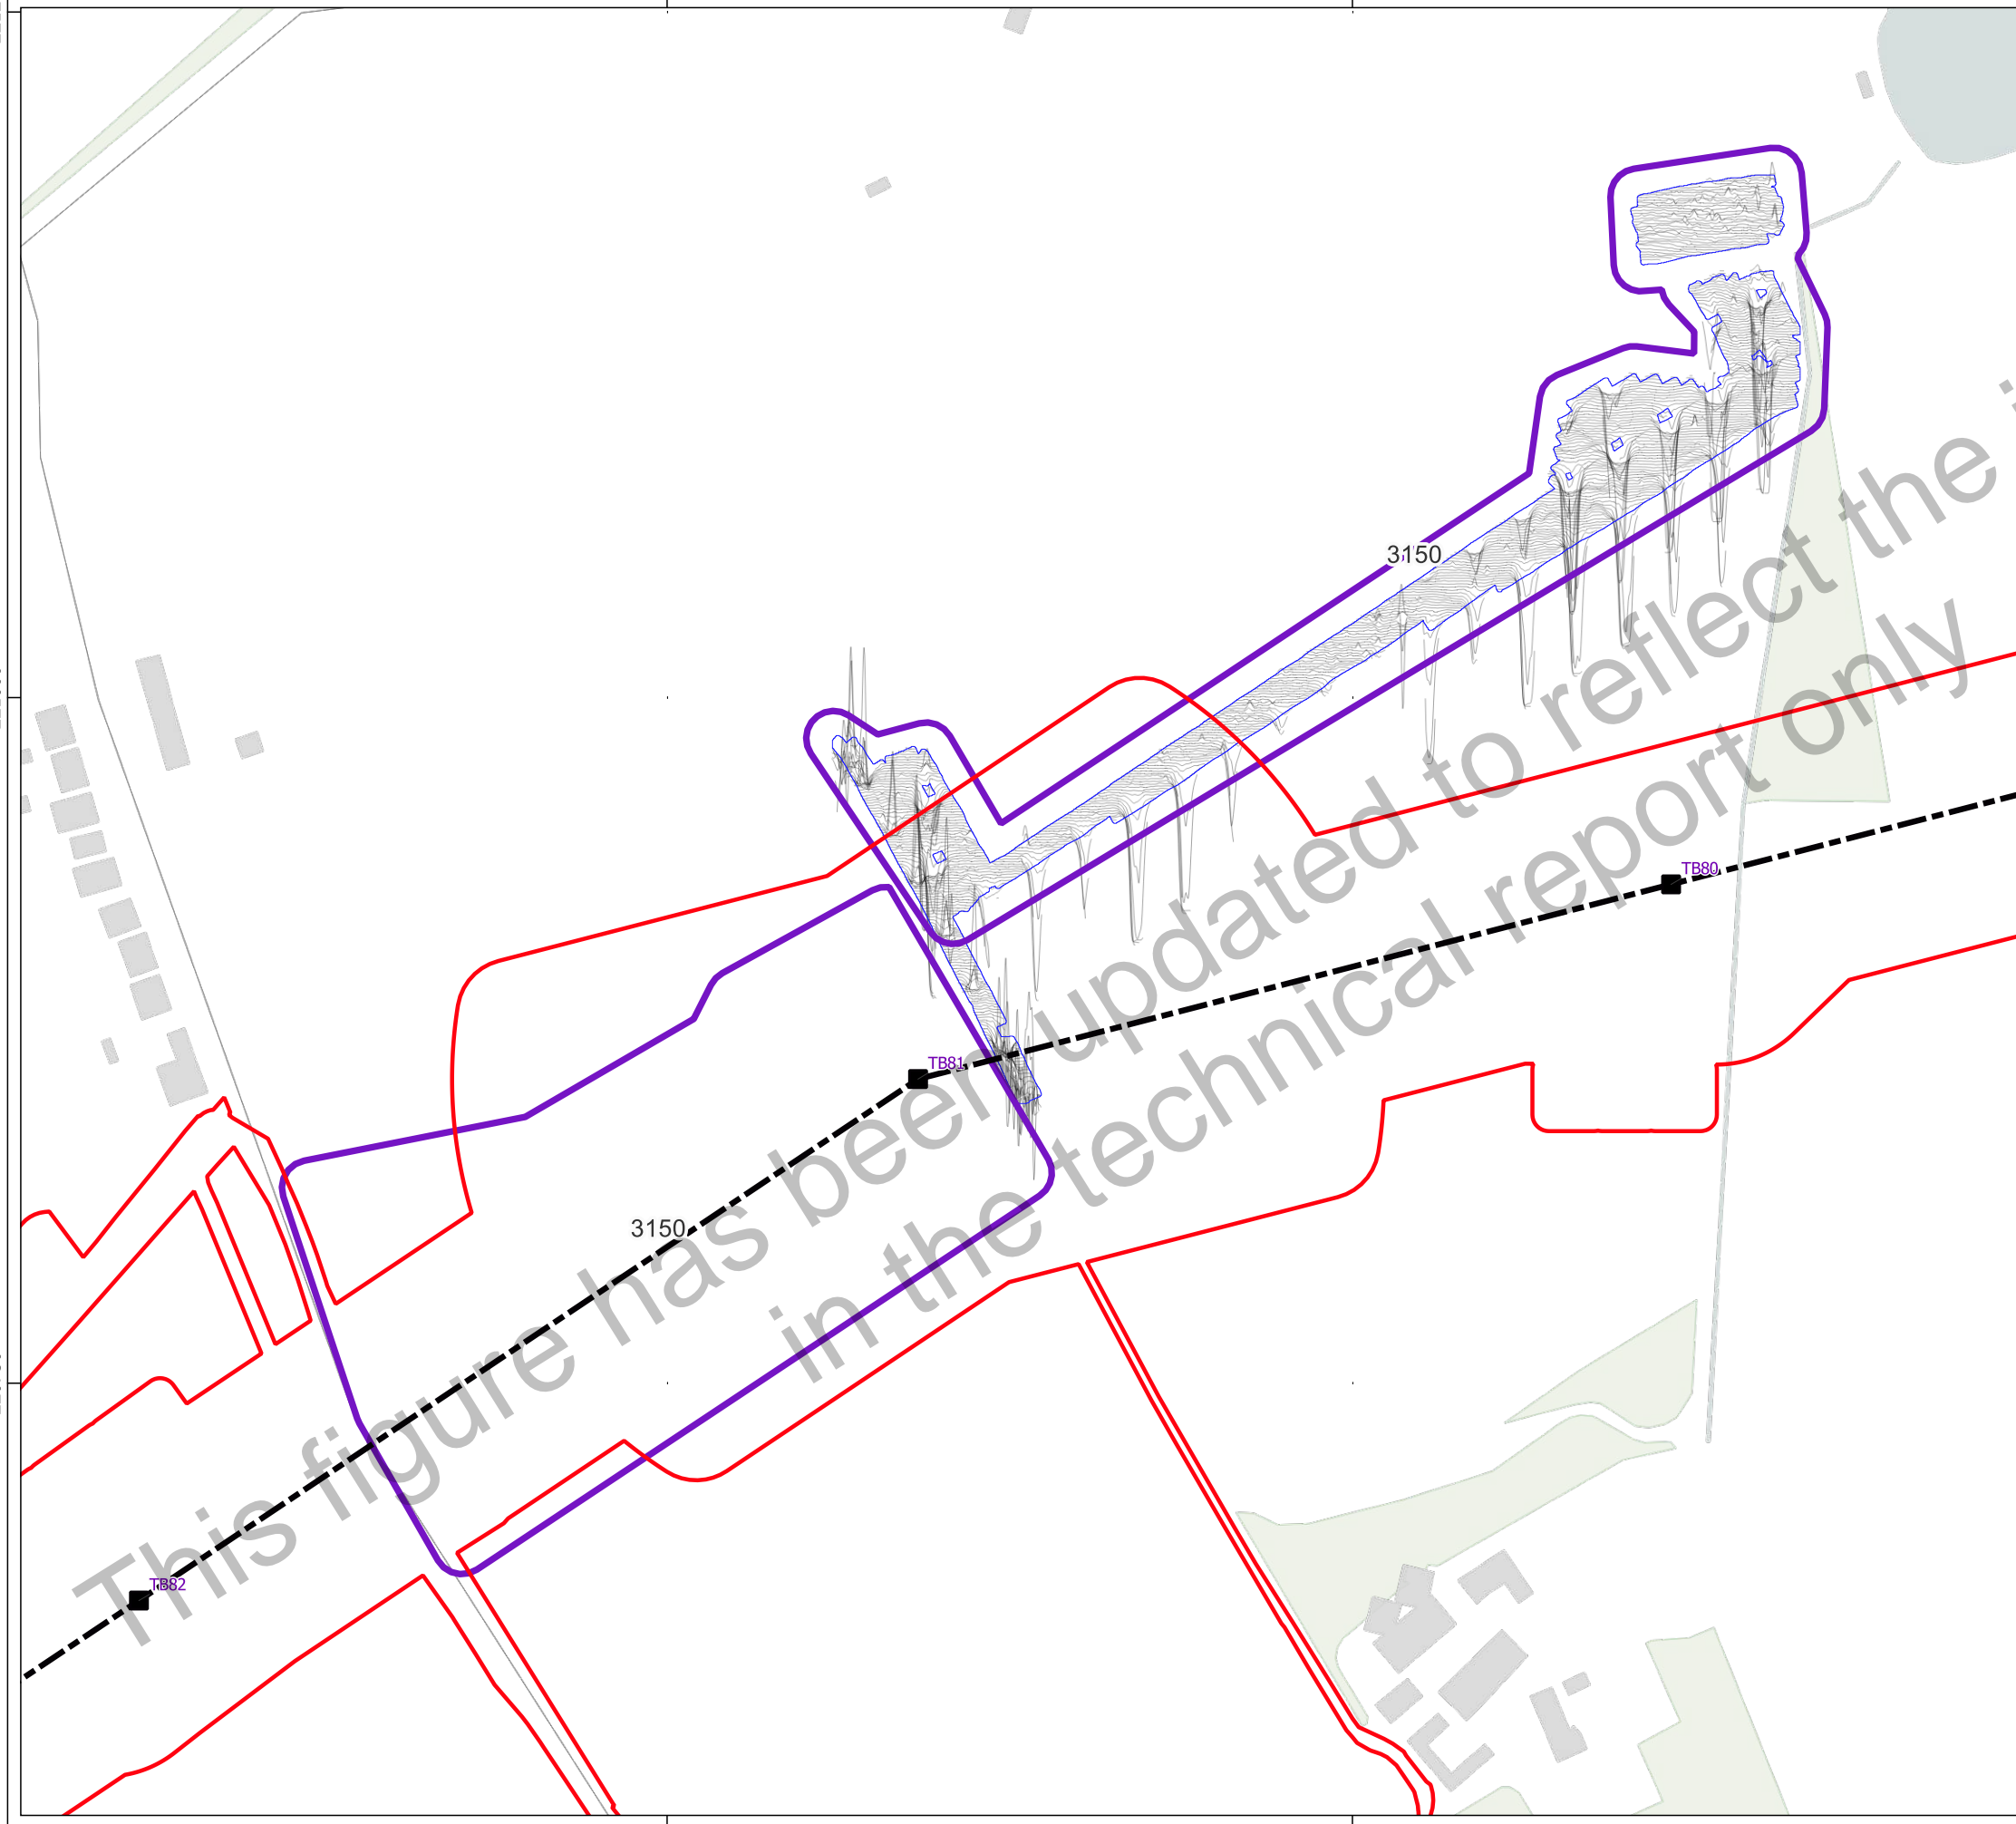 3150
TB80
TB81
3150
TB82
This figure has been updated to reflect the
in the technical report only